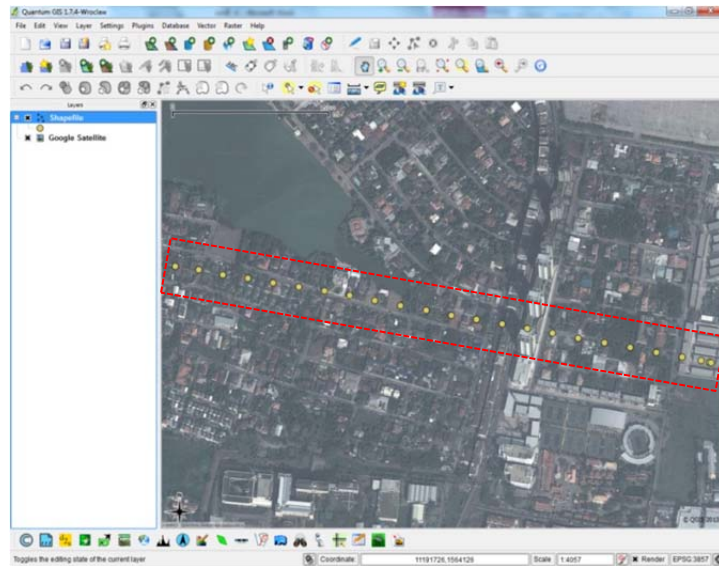 Quantum GIS 1.7.4-Wroclaw
File Edit View Layer Settings Plugins Database Vector Raster Help
Layers
Shapefile
Google Satellite
Toggles the editing state of the current layer
Coordinate: 11191726,1564126
Scale 1:4057
Render EPSG:3857